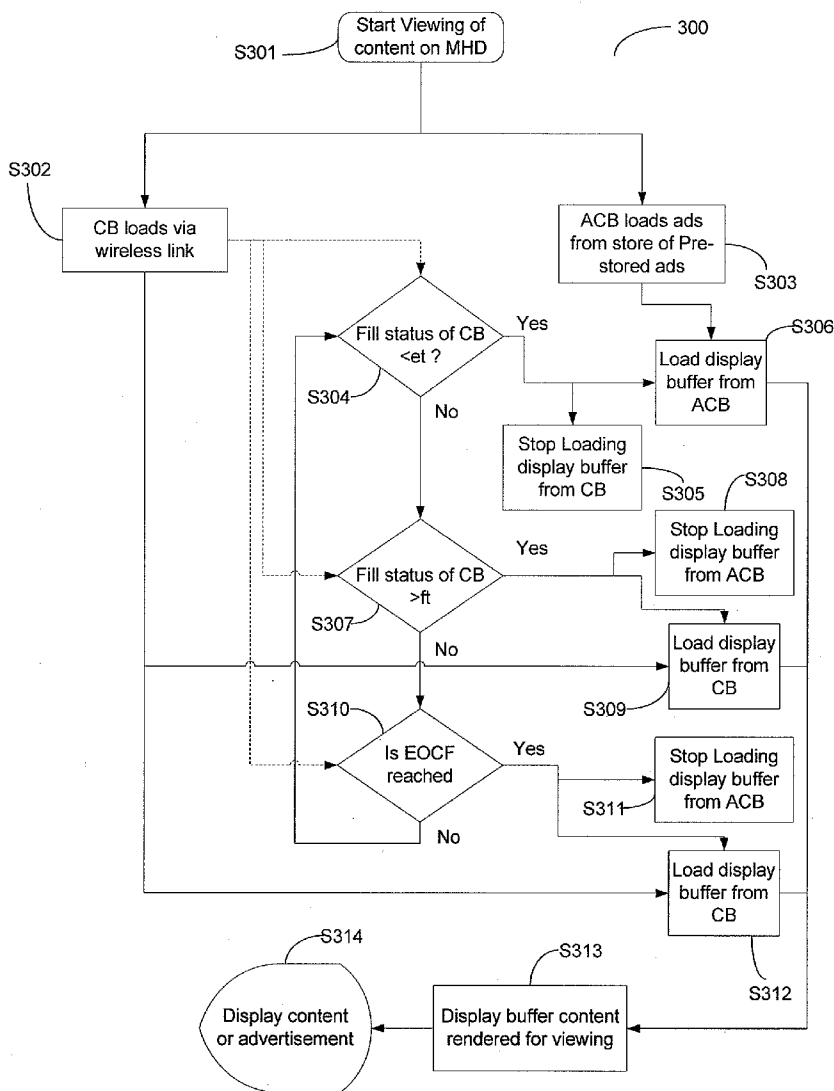 Start Viewing of
content on MHD
S301
300
S302
CB loads via
wireless link
ACB loads ads
from store of Pre-
stored ads
S303
Fill status of CB
<et ?
Yes
S306
S304
No
Load display
buffer from
ACB
Stop Loading
display buffer
from CB
S305
S308
Fill status of CB
>ft
Yes
Stop Loading
display buffer
from ACB
S307
No
Load display
buffer from
CB
S309
S310
Is EOCF
reached
Yes
Stop Loading
display buffer
from ACB
S311
No
Load display
buffer from
CB
S312
S314
S313
Display content
or advertisement
Display buffer content
rendered for viewing